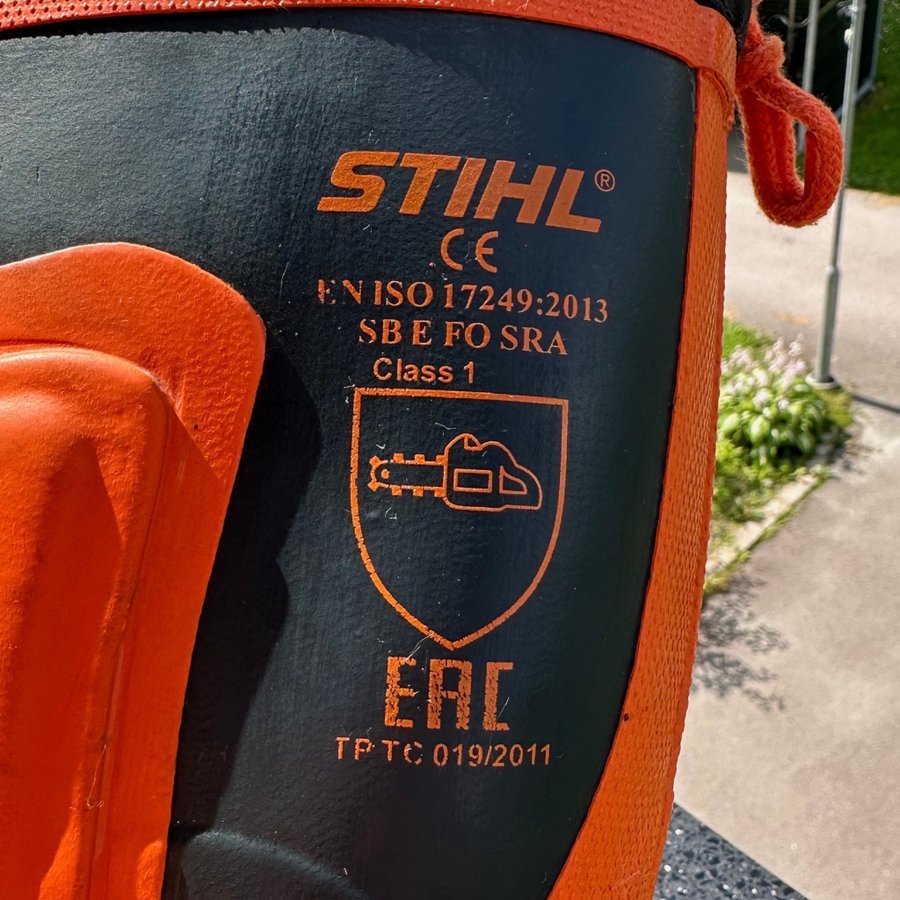 STIHL®
CE
EN ISO 17249:2013
SB E FO SRA
Class 1
EAC
TP TC 019/2011